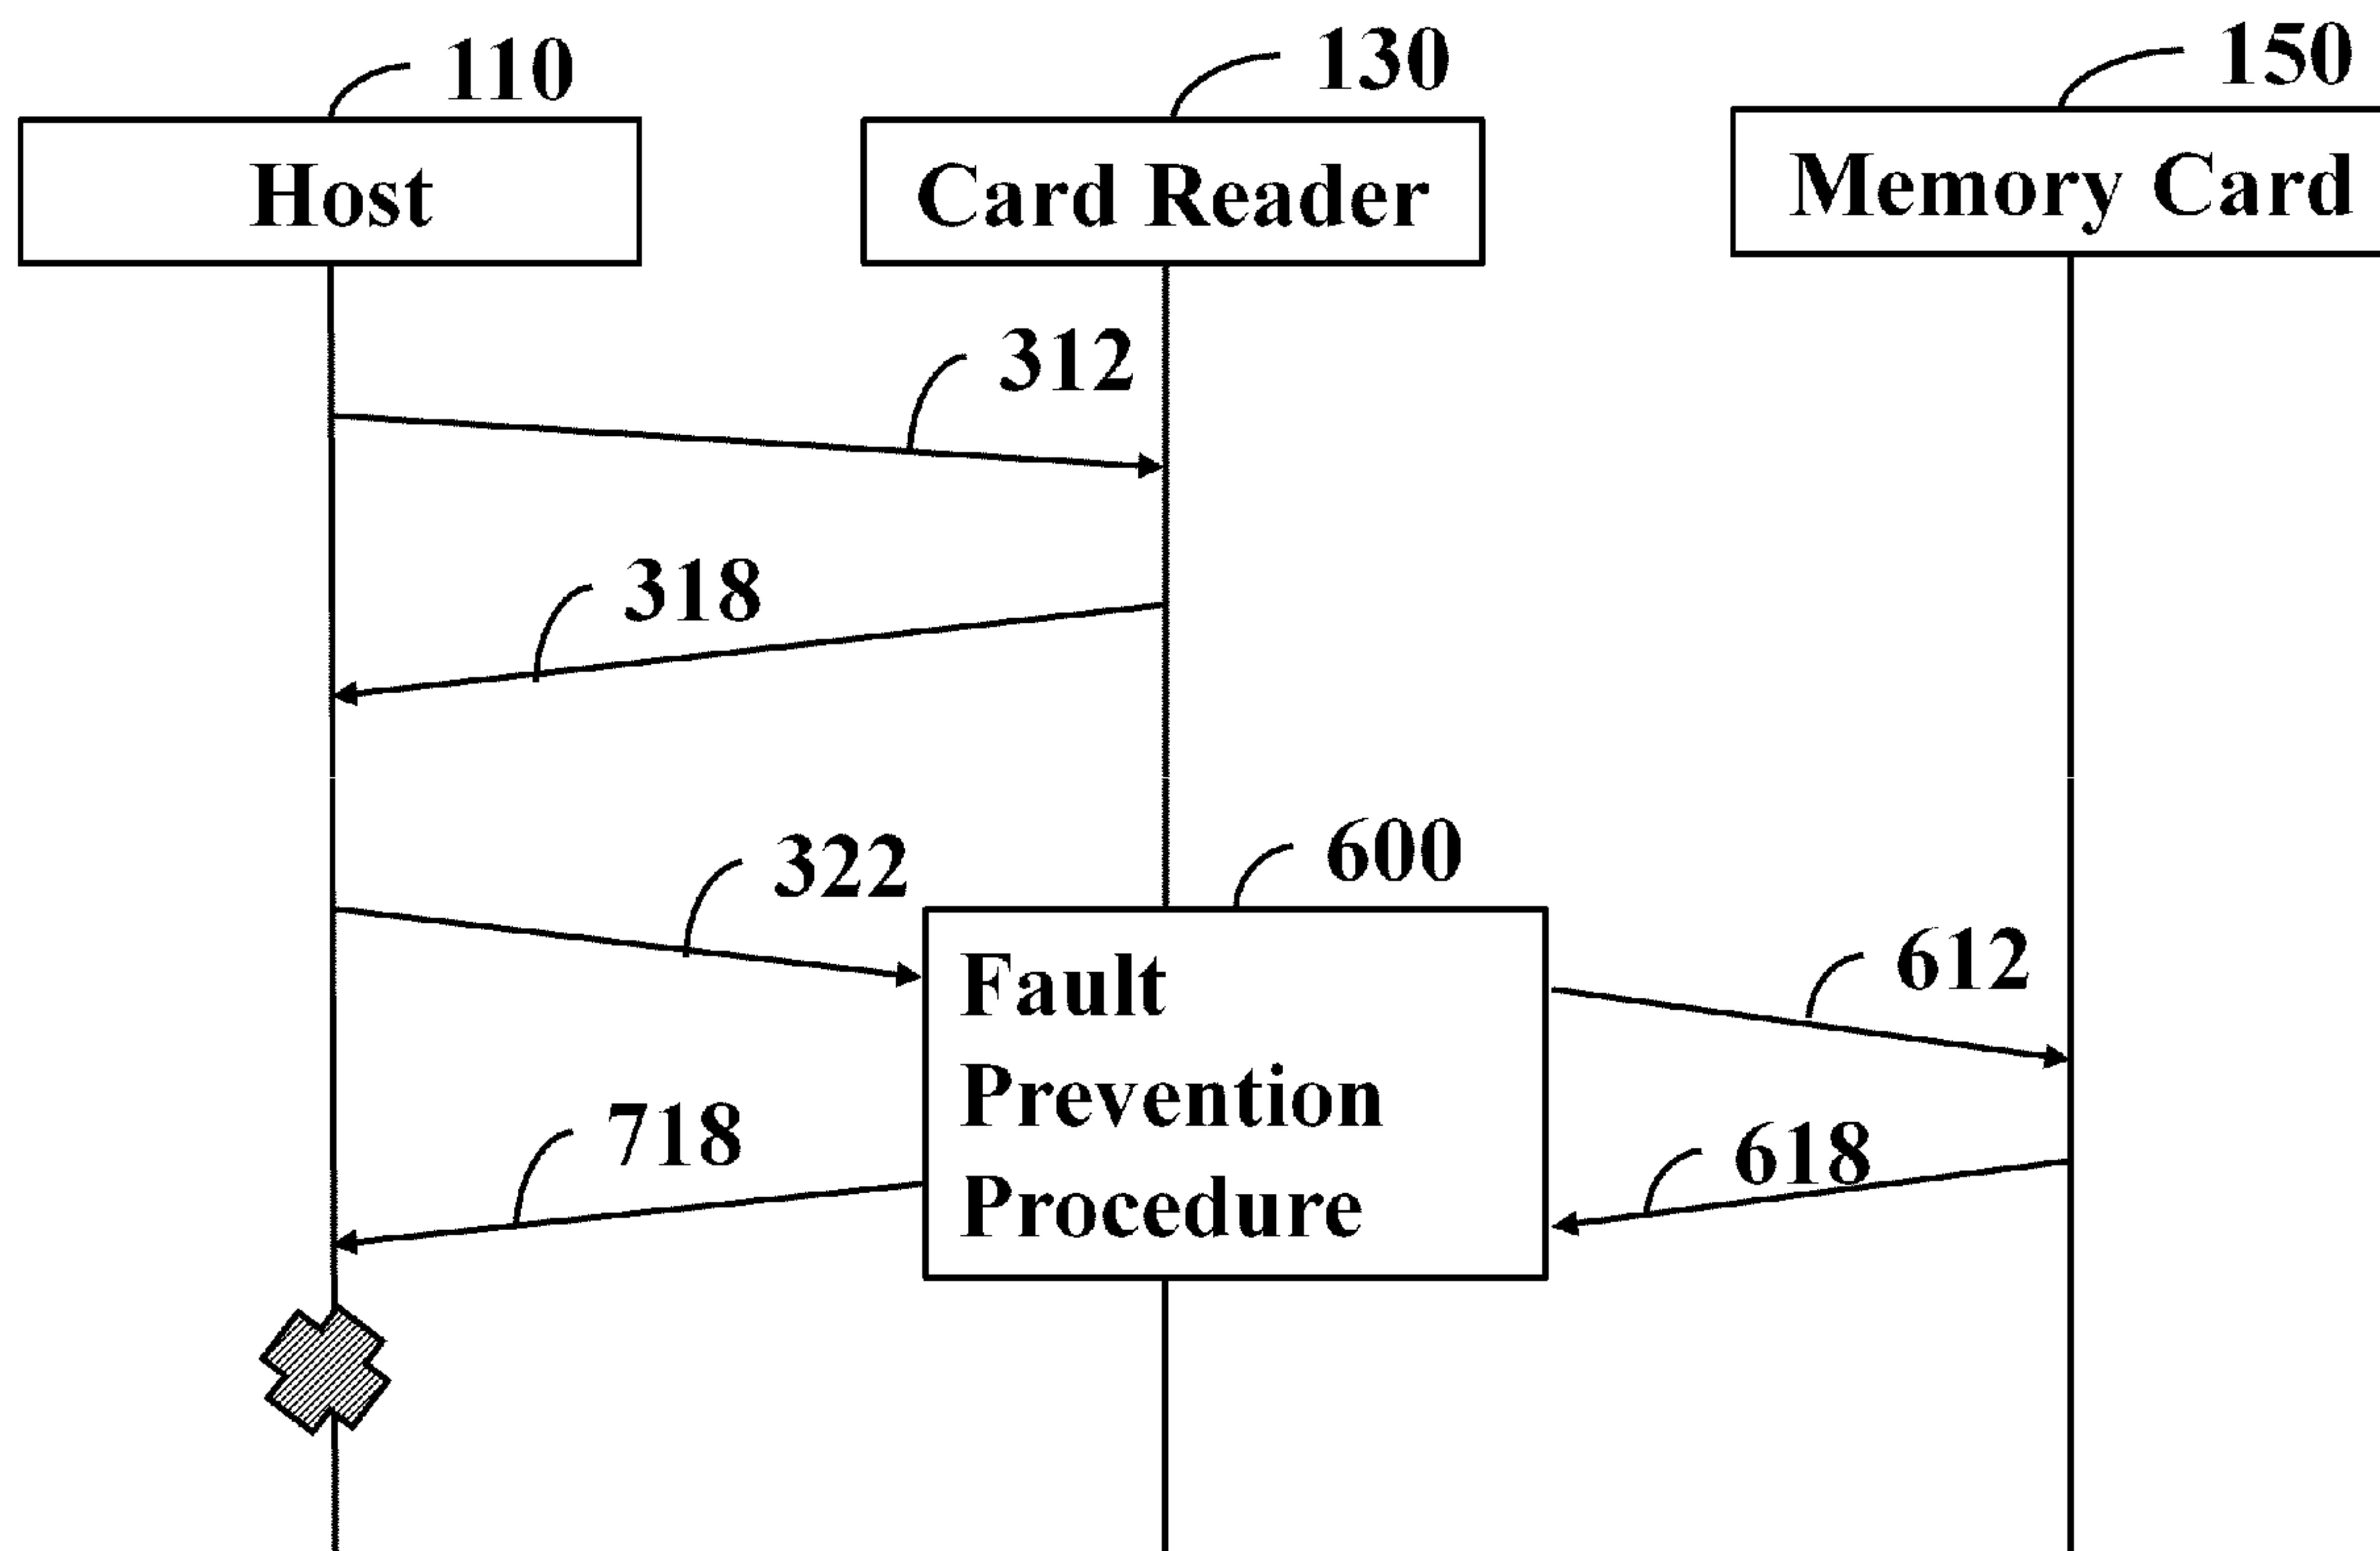 110
130
150
Host
Card Reader
Memory Card
312
318
322
600
612
718
618
Fault
Prevention
Procedure